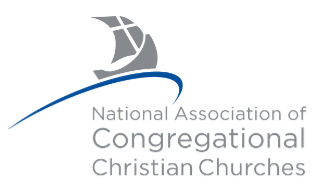 National Association of
Congregational
Christian Churches